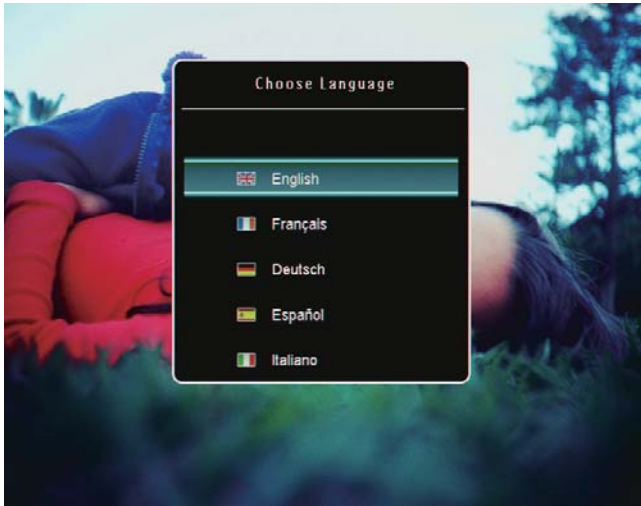 Choose Language
English
Français
Deutsch
Español
Italiano